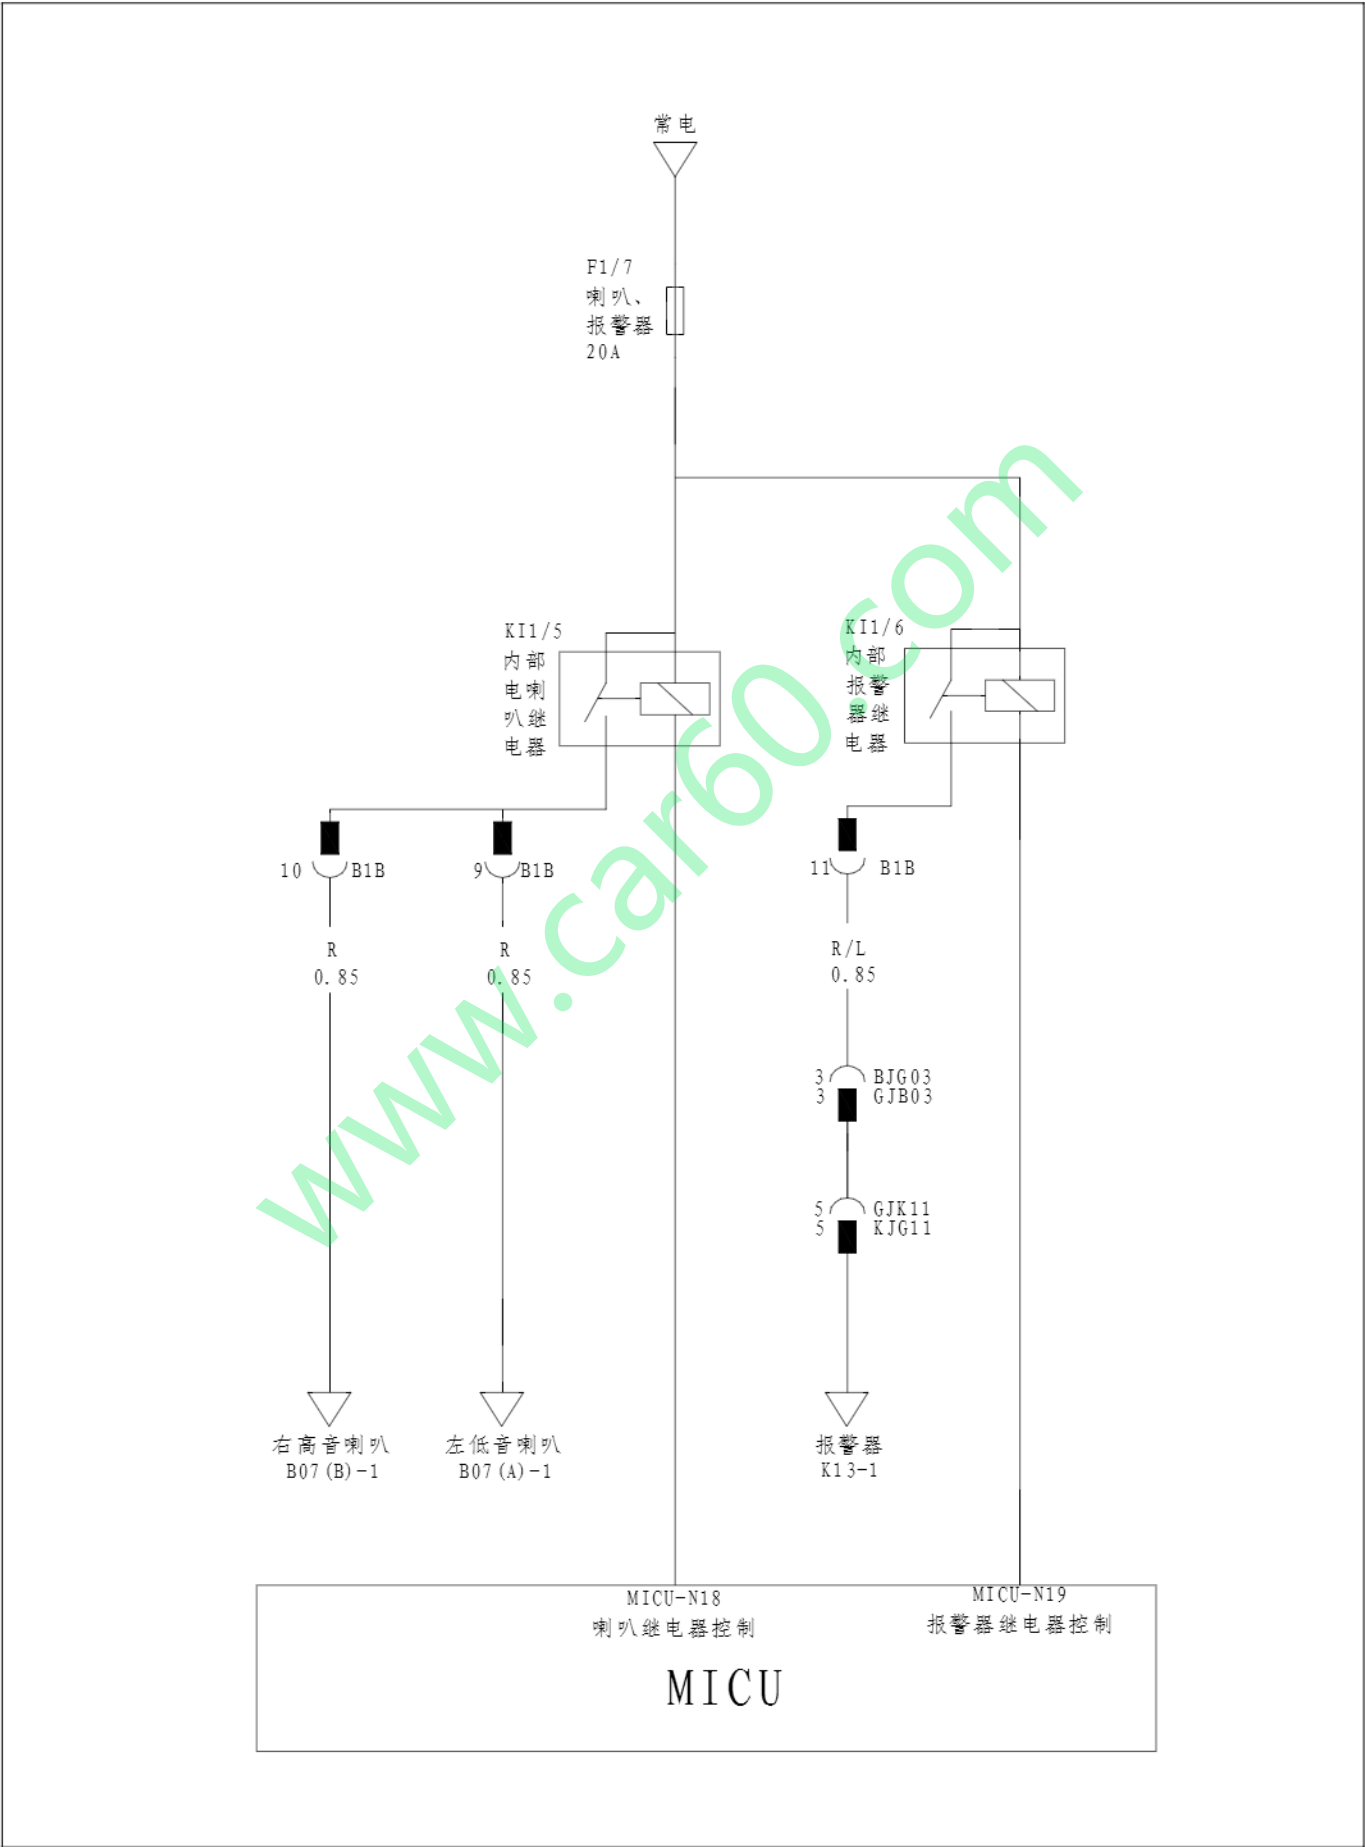 常电
F1/7
喇叭、
报警器
20A
KI1/5
内部
电喇
叭继
电器
KI1/6
内部
报警
器继
电器
10 B1B
9 B1B
11 B1B
R
0.85
R
0.85
R/L
0.85
3 BJG03
3 GJB03
5 GJK11
5 KJG11
右高音喇叭
B07(B)-1
左低音喇叭
B07(A)-1
报警器
K13-1
MICU-N18
喇叭继电器控制
MICU-N19
报警器继电器控制
MICU
www.car60.com